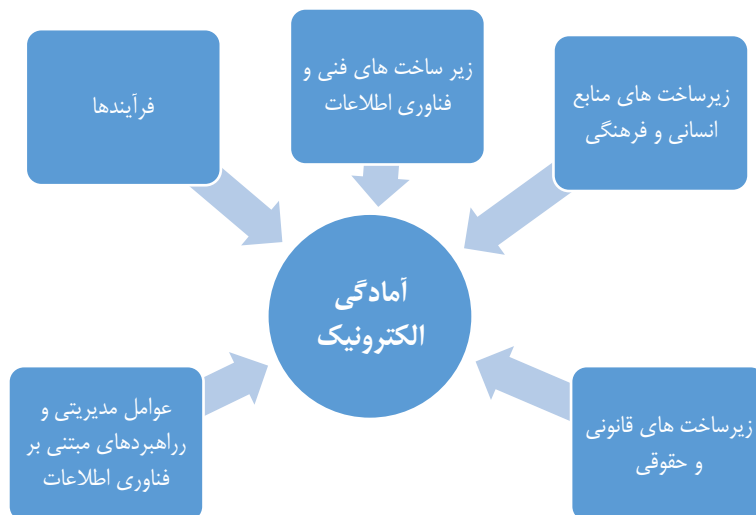 زیرساخت های منابع
انسانی و فرهنگی
زیر ساخت های فنی و
فناوری اطلاعات
فرآیندها
آمادگی
الکترونیک
زیرساخت های قانونی
و حقوقی
عوامل مدیریتی و
رراهبردهای مبتنی بر
فناوری اطلاعات